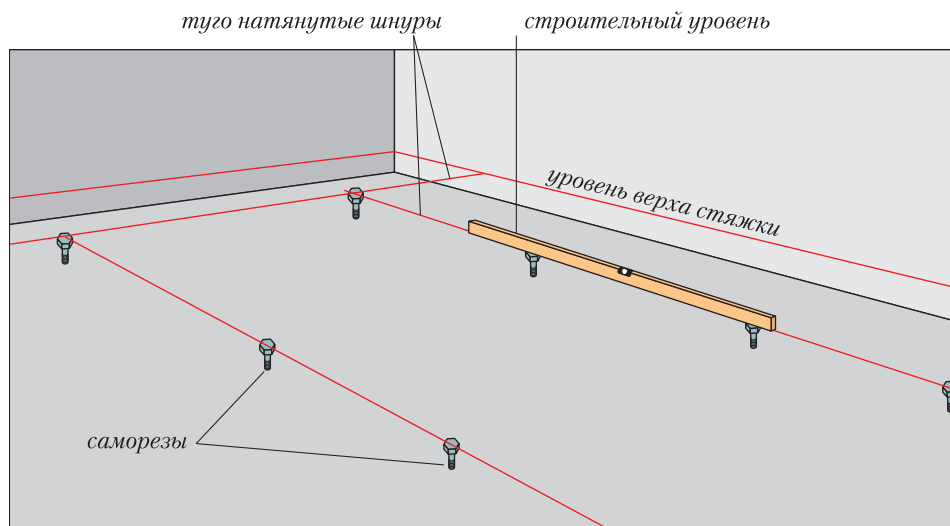 туго натянутые шнуры
строительный уровень
уровень верха стяжки
саморезы